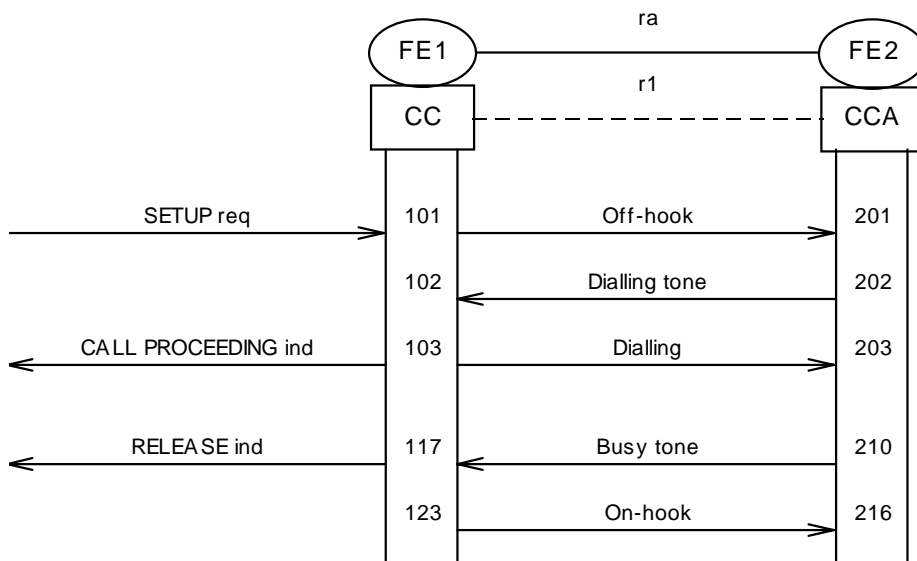 ra
FE1 FE2
r1
CC CCA
SETUP req 101 Off-hook 201
102 Dialling tone 202
CALL PROCEEDING ind 103 Dialling 203
RELEASE ind 117 Busy tone 210
123 On-hook 216